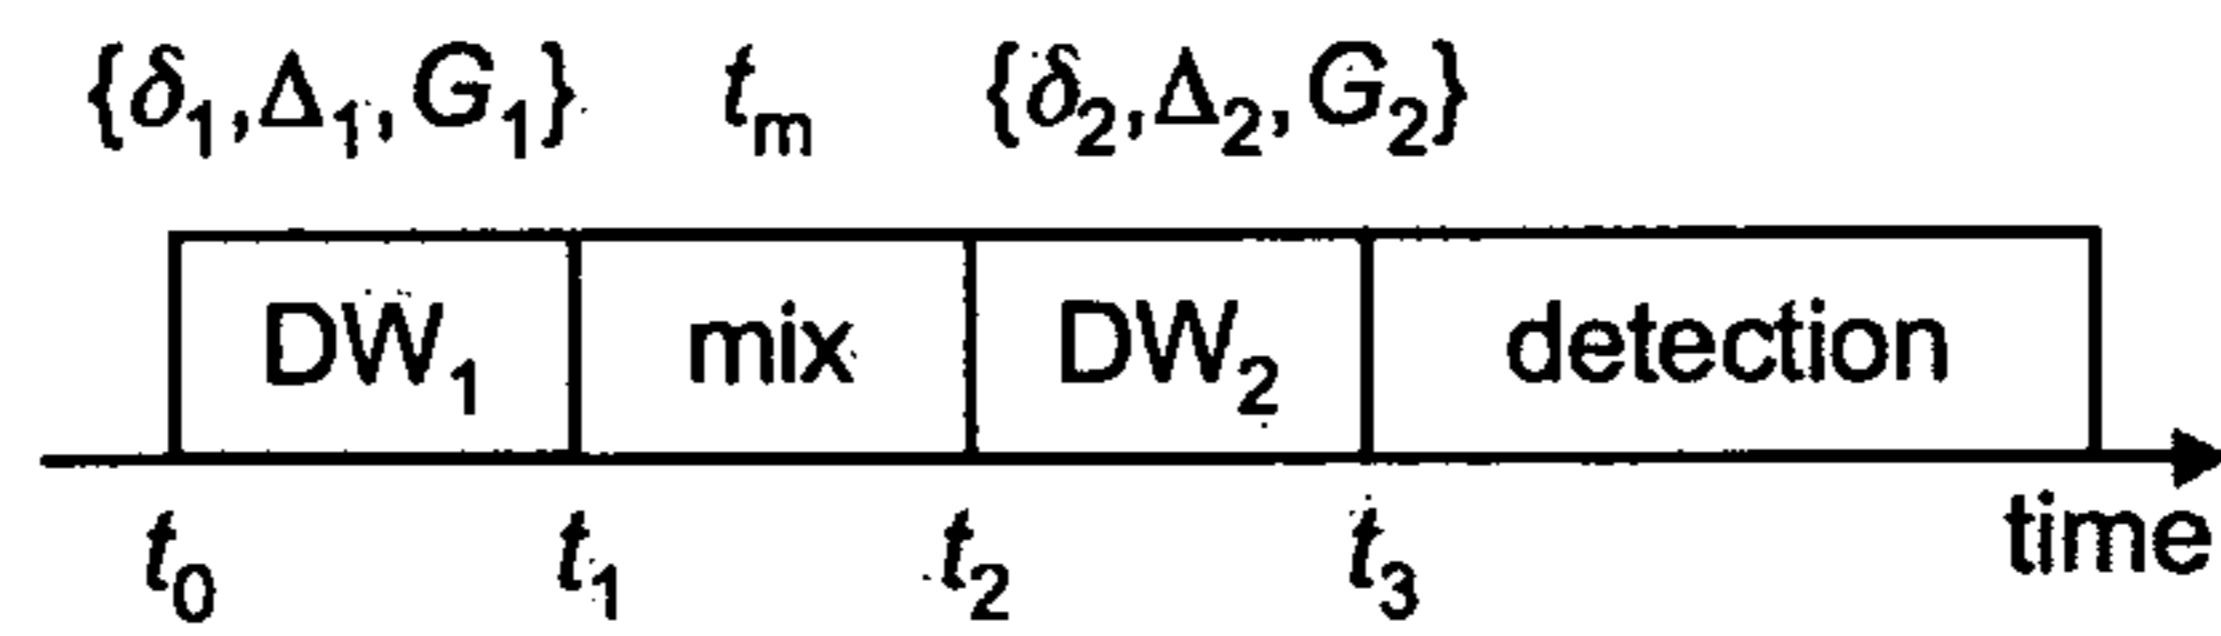 {δ₁,Δ₁,G₁} tₘ {δ₂,Δ₂,G₂}
DW₁ mix DW₂ detection
t₀ t₁ t₂ t₃ time